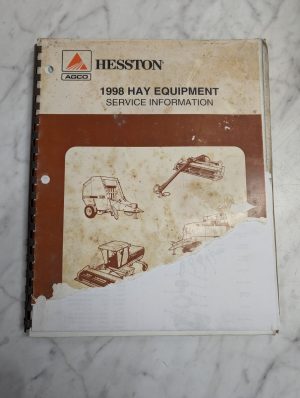 AGCO
HESSTON
1998 HAY EQUIPMENT
SERVICE INFORMATION